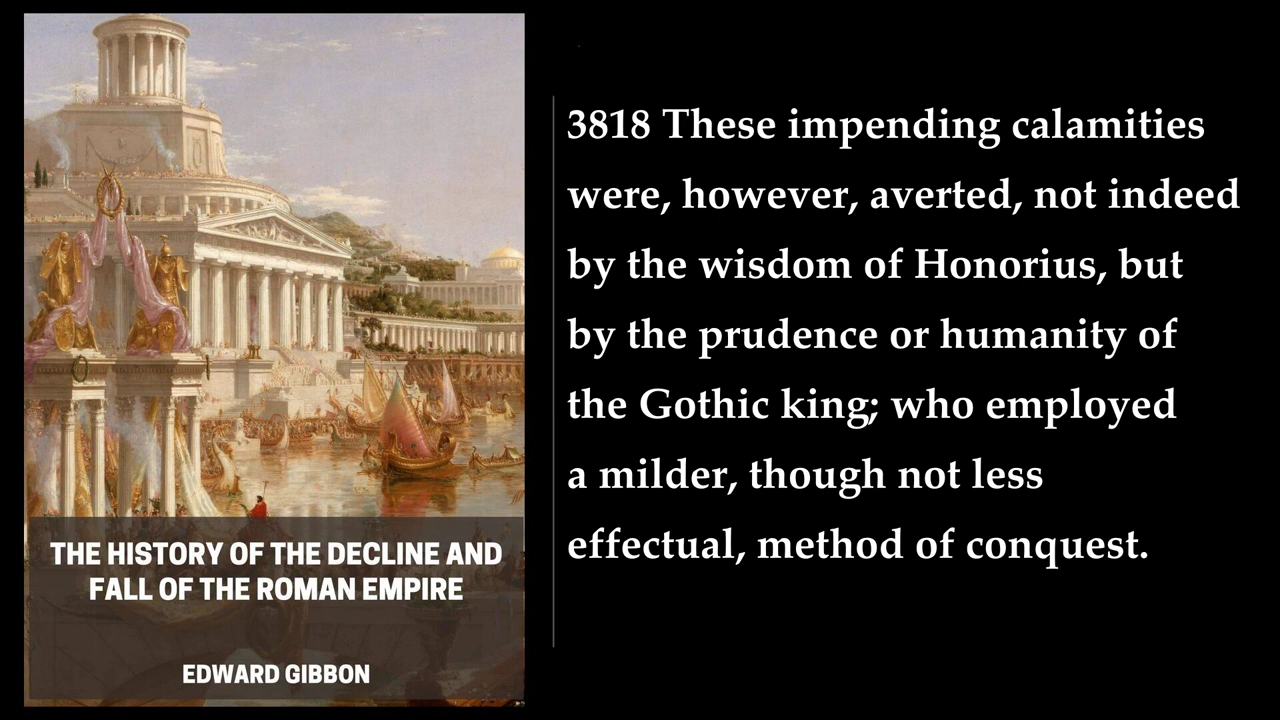 3818 These impending calamities
were, however, averted, not indeed
by the wisdom of Honorius, but
by the prudence or humanity of
the Gothic king; who employed
a milder, though not less
effectual, method of conquest.
THE HISTORY OF THE DECLINE AND
FALL OF THE ROMAN EMPIRE
EDWARD GIBBON